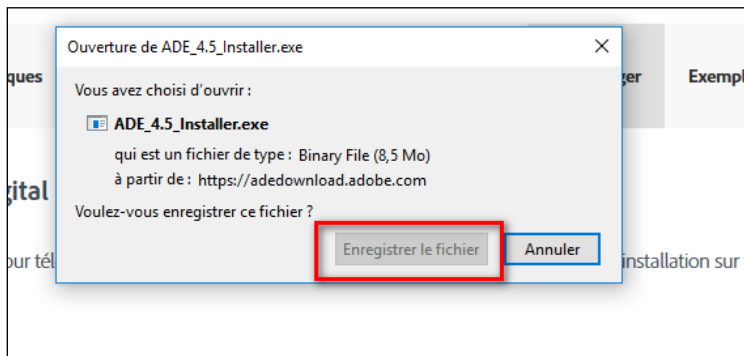 Ouverture de ADE_4.5_Installer.exe
Vous avez choisi d'ouvrir :
ADE_4.5_Installer.exe
qui est un fichier de type : Binary File (8,5 Mo)
à partir de : https://adedownload.adobe.com
Voulez-vous enregistrer ce fichier ?
Enregistrer le fichier Annuler
ques ger Exempl
gital
our tél installation sur